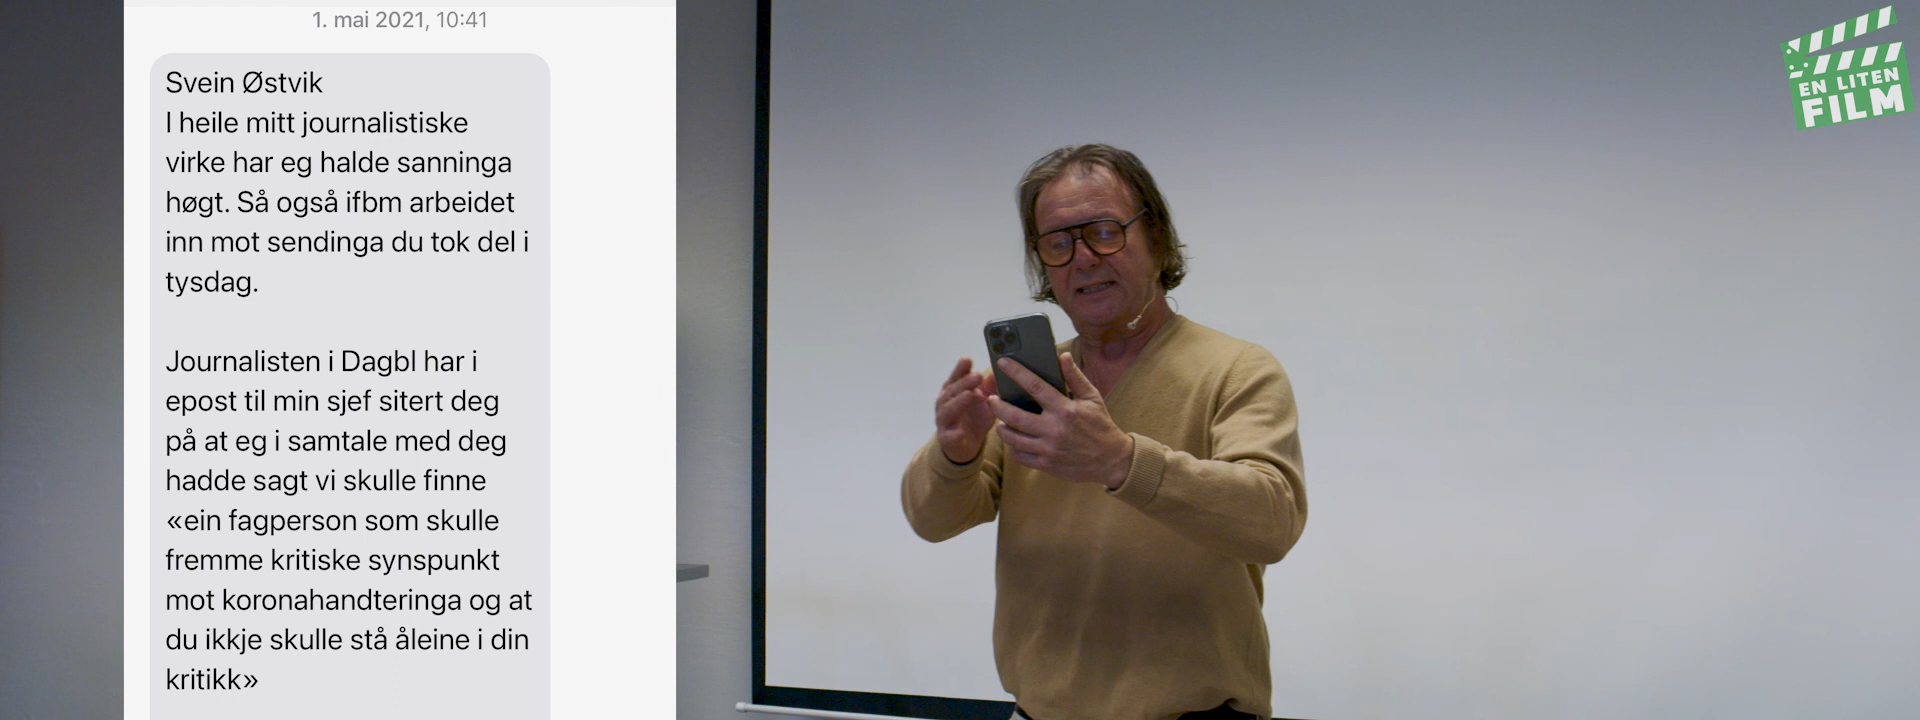 1. mai 2021, 10:41
Svein Østvik
I heile mitt journalistiske
virke har eg halde sanninga
høgt. Så også ifbm arbeidet
inn mot sendinga du tok del i
tysdag.
Journalisten i Dagbl har i
epost til min sjef sitert deg
på at eg i samtale med deg
hadde sagt vi skulle finne
«ein fagperson som skulle
fremme kritiske synspunkt
mot koronahandteringa og at
du ikkje skulle stå åleine i din
kritikk»
EN LITEN
FILM